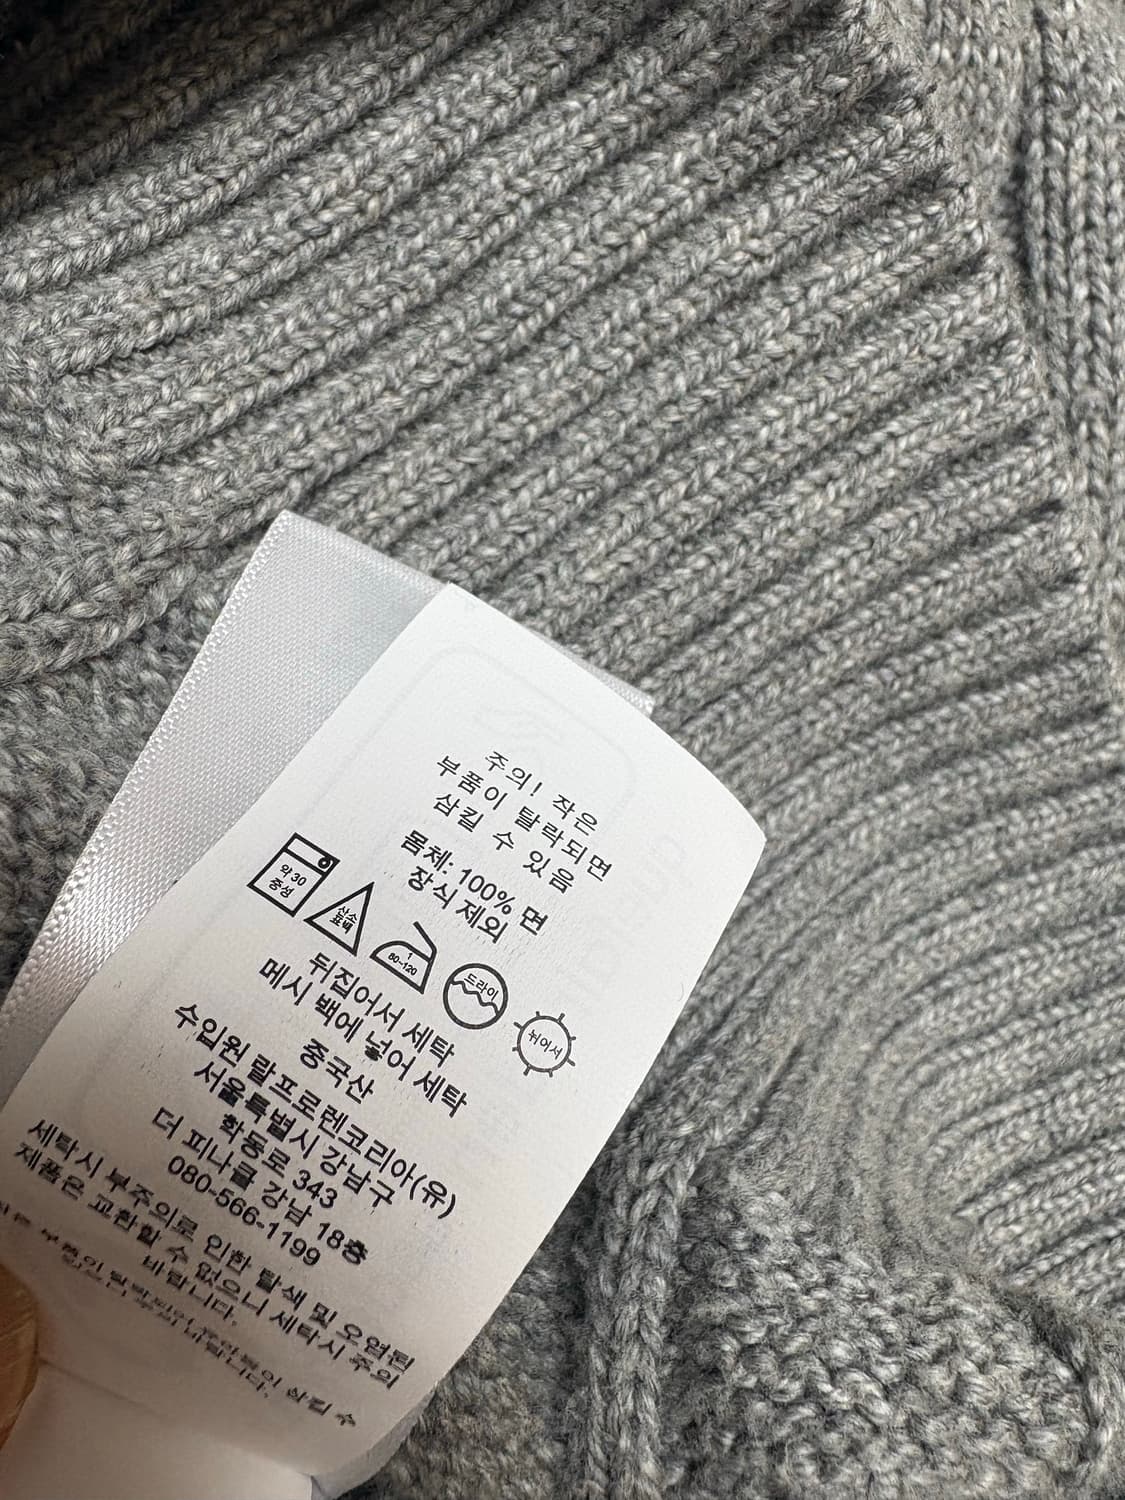 주의! 작은
부품이 탈락되면
삼킬 수 있음
몸체: 100% 면
장식 제외
약 30
중성
산소
표백
1
80~120
드라이
뉘어서
뒤집어서 세탁
메시 백에 넣어 세탁
중국산
수입원 랄프로렌코리아(유)
서울특별시 강남구
학동로 343
더 피나클 강남 18층
080-566-1199
세탁시 부주의로 인한 탈색 및 오염된
제품은 교환할 수 없으니 세탁시 주의
바랍니다.
삼킬 수